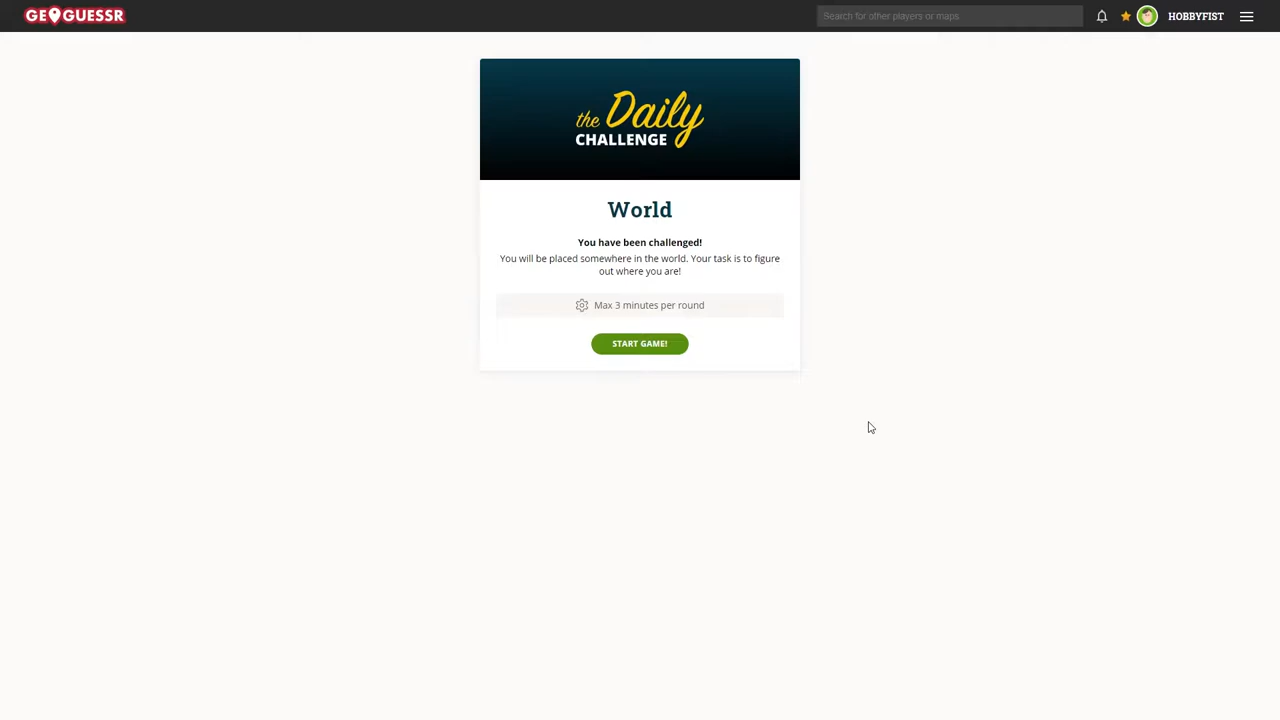 GEOGUESSR
Search for other players or maps
HOBBYFIST
the Daily
CHALLENGE
World
You have been challenged!
You will be placed somewhere in the world. Your task is to figure
out where you are!
Max 3 minutes per round
START GAME!